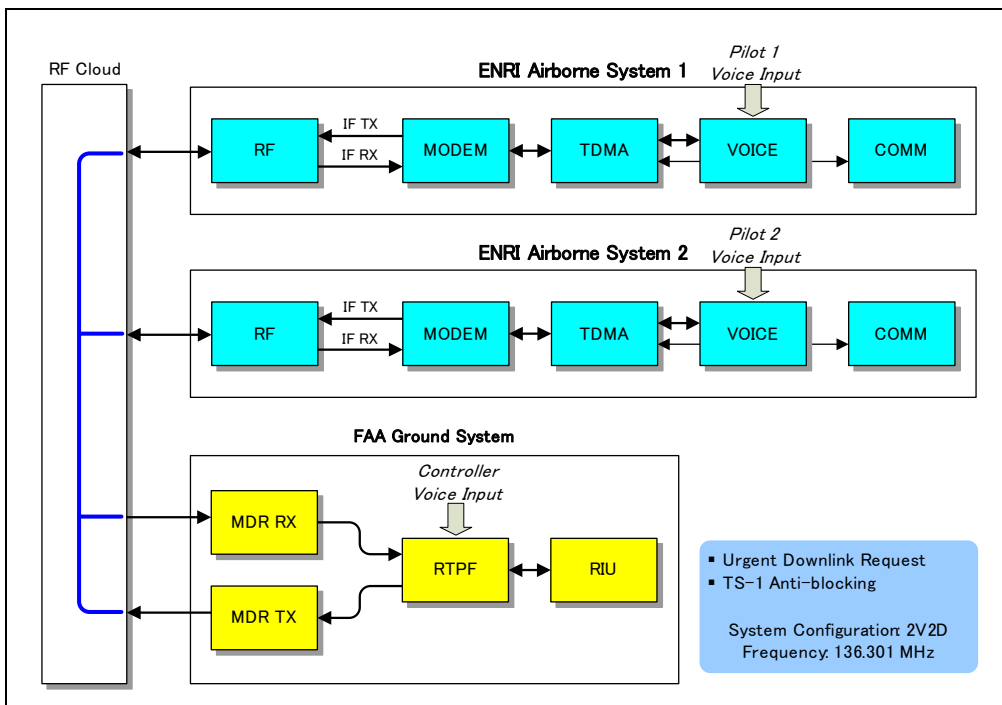 RF Cloud
ENRI Airborne System 1
Pilot 1
Voice Input
RF
IF TX
IF RX
MODEM
TDMA
VOICE
COMM
ENRI Airborne System 2
Pilot 2
Voice Input
RF
IF TX
IF RX
MODEM
TDMA
VOICE
COMM
FAA Ground System
Controller
Voice Input
MDR RX
MDR TX
RTPF
RIU
▪ Urgent Downlink Request
▪ TS-1 Anti-blocking
System Configuration: 2V2D
Frequency: 136.301 MHz